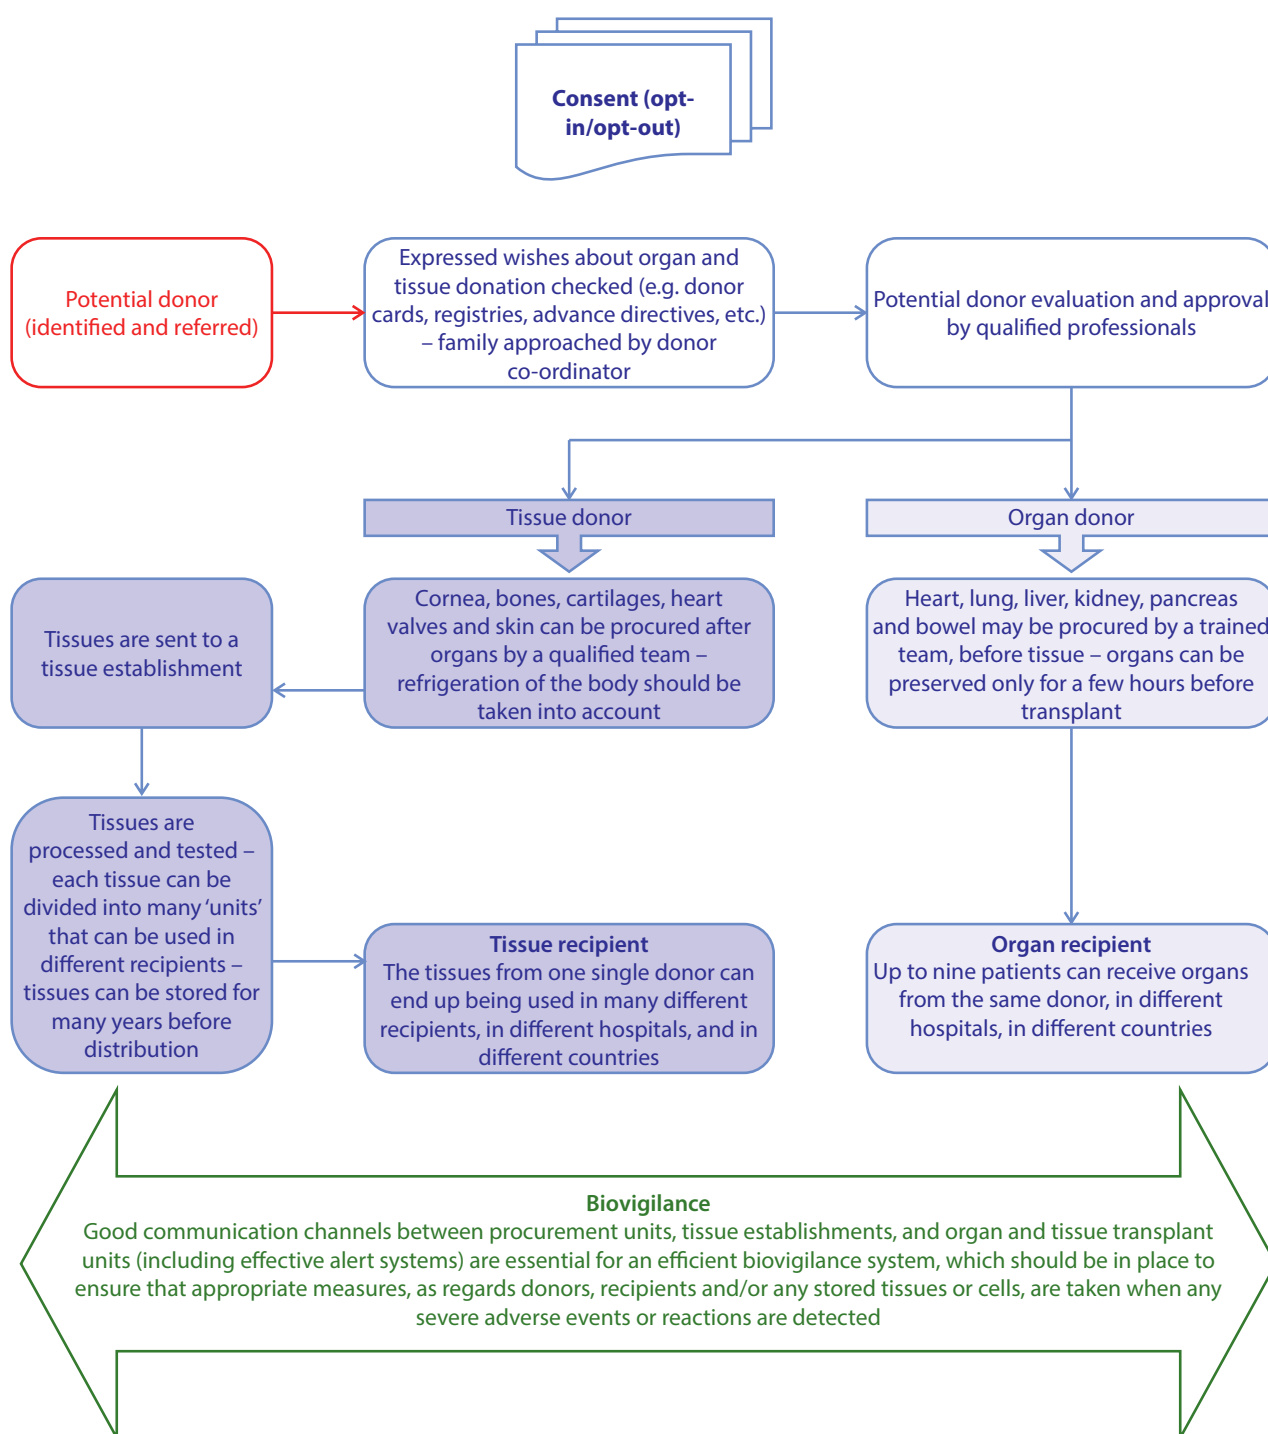 Consent (opt-
in/opt-out)
Potential donor
(identified and referred)
Expressed wishes about organ and
tissue donation checked (e.g. donor
cards, registries, advance directives, etc.)
– family approached by donor
co-ordinator
Potential donor evaluation and approval
by qualified professionals
Tissue donor
Organ donor
Tissues are sent to a
tissue establishment
Cornea, bones, cartilages, heart
valves and skin can be procured after
organs by a qualified team –
refrigeration of the body should be
taken into account
Heart, lung, liver, kidney, pancreas
and bowel may be procured by a trained
team, before tissue – organs can be
preserved only for a few hours before
transplant
Tissues are
processed and tested –
each tissue can be
divided into many ‘units’
that can be used in
different recipients –
tissues can be stored for
many years before
distribution
Tissue recipient
The tissues from one single donor can
end up being used in many different
recipients, in different hospitals, and in
different countries
Organ recipient
Up to nine patients can receive organs
from the same donor, in different
hospitals, in different countries
Biovigilance
Good communication channels between procurement units, tissue establishments, and organ and tissue transplant
units (including effective alert systems) are essential for an efficient biovigilance system, which should be in place to
ensure that appropriate measures, as regards donors, recipients and/or any stored tissues or cells, are taken when any
severe adverse events or reactions are detected